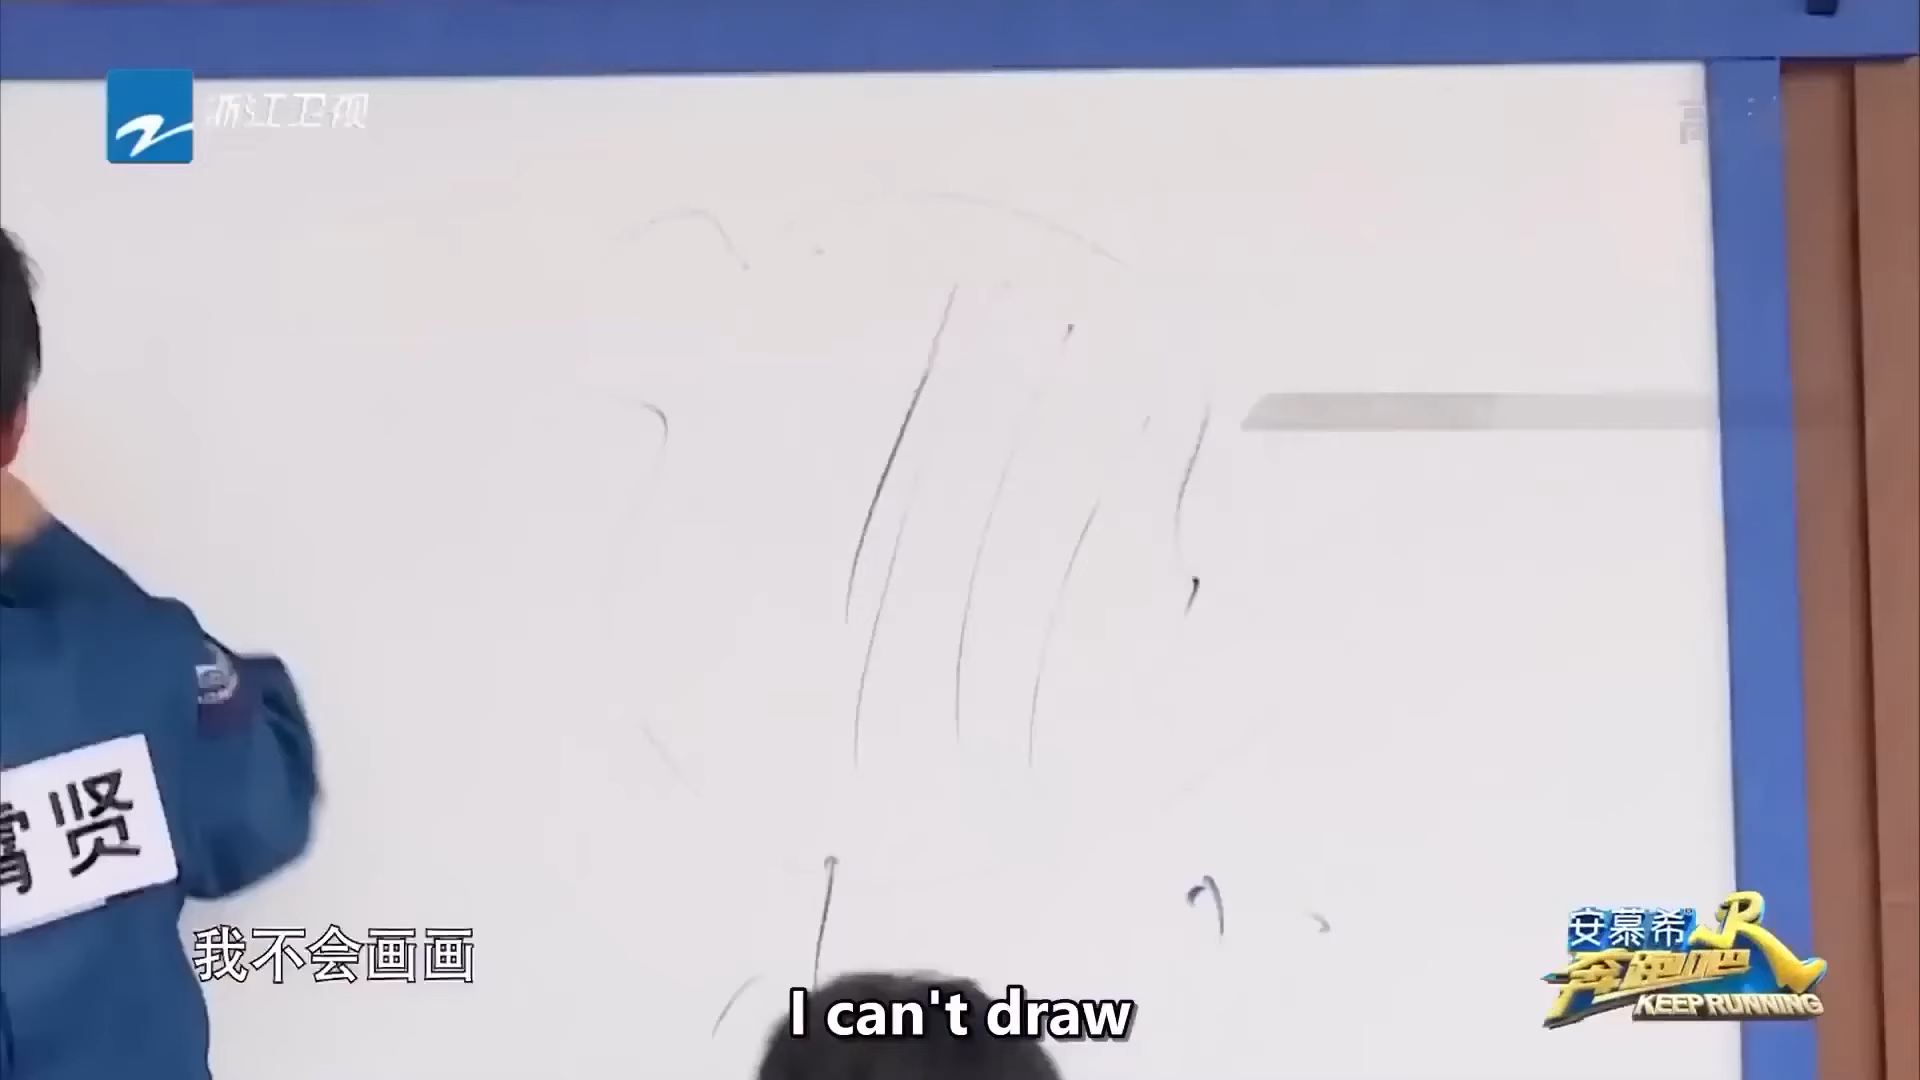 浙江卫视
高
贤
我不会画画
I can't draw
安慕希
奔跑吧
KEEP RUNNING